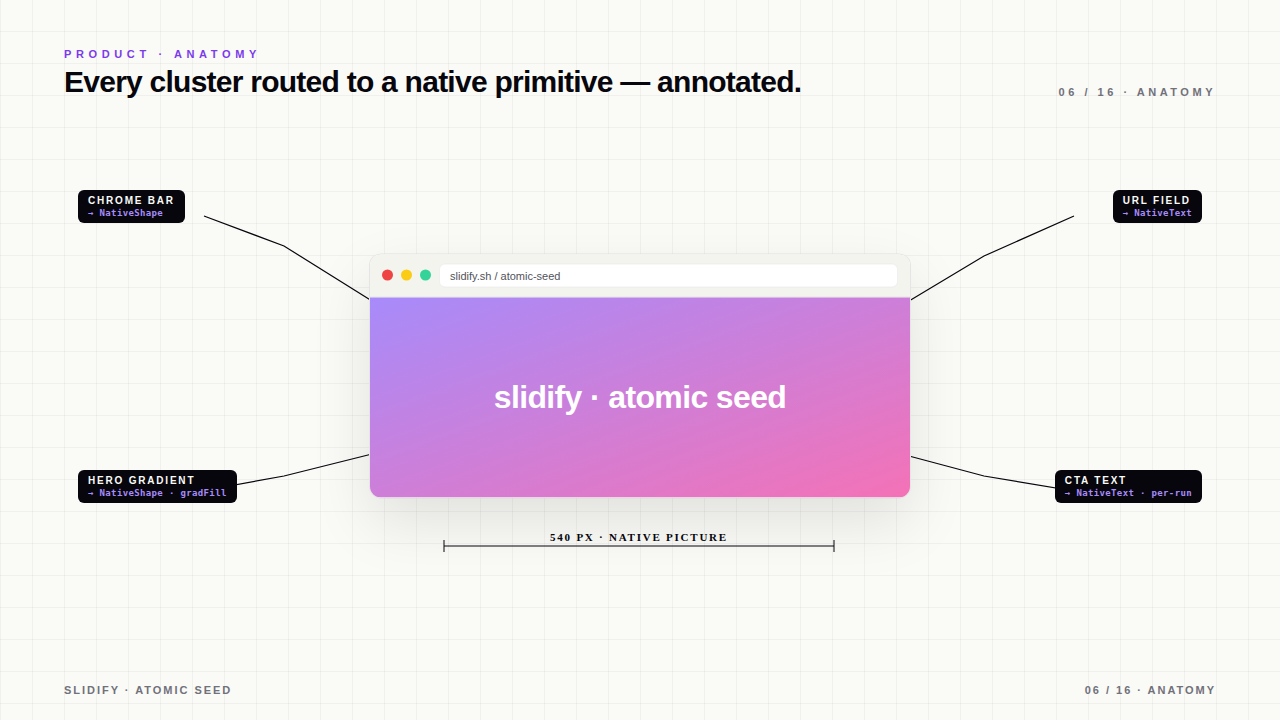 PRODUCT · ANATOMY
Every cluster routed to a native primitive — annotated.
06 / 16 · ANATOMY
CHROME BAR
→ NativeShape
URL FIELD
→ NativeText
slidify.sh / atomic-seed
slidify · atomic seed
HERO GRADIENT
→ NativeShape · gradFill
CTA TEXT
→ NativeText · per-run
540 PX · NATIVE PICTURE
SLIDIFY · ATOMIC SEED
06 / 16 · ANATOMY